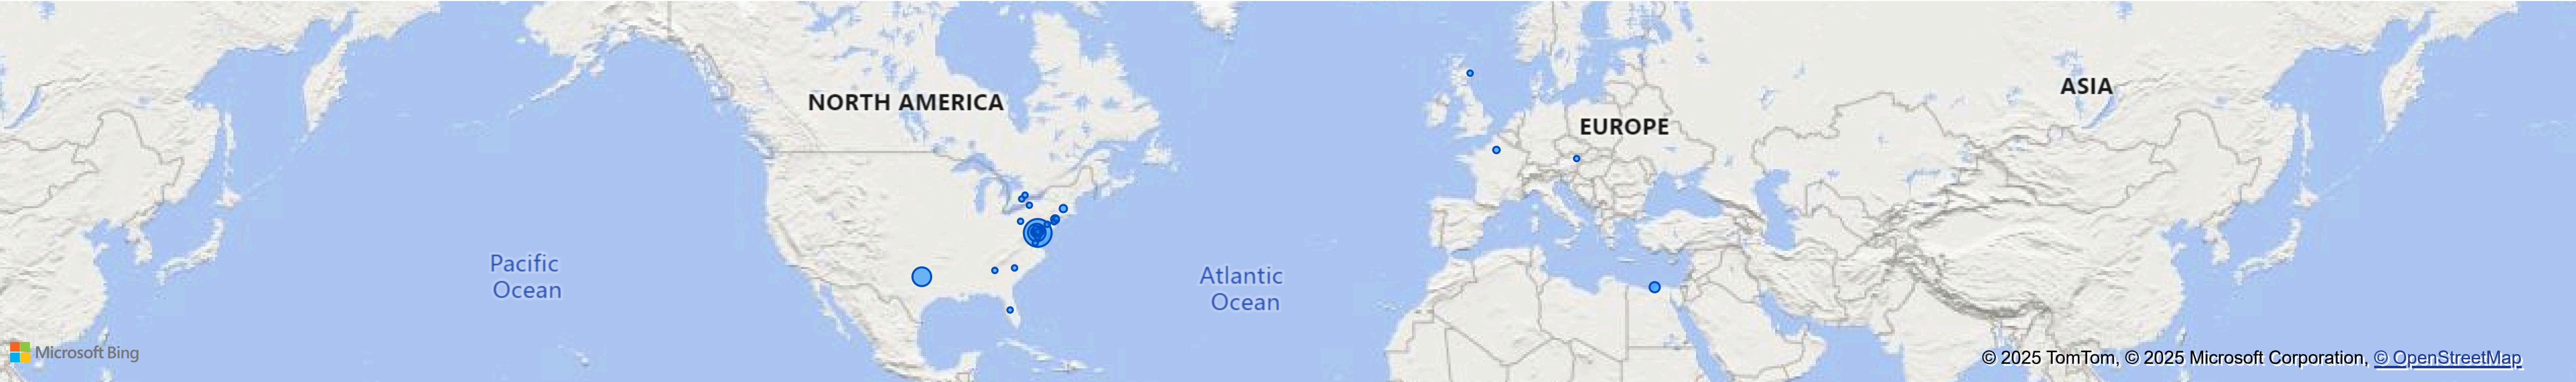 NORTH AMERICA
ASIA
EUROPE
Pacific
Ocean
Atlantic
Ocean
Microsoft Bing
© 2025 TomTom, © 2025 Microsoft Corporation, © OpenStreetMap